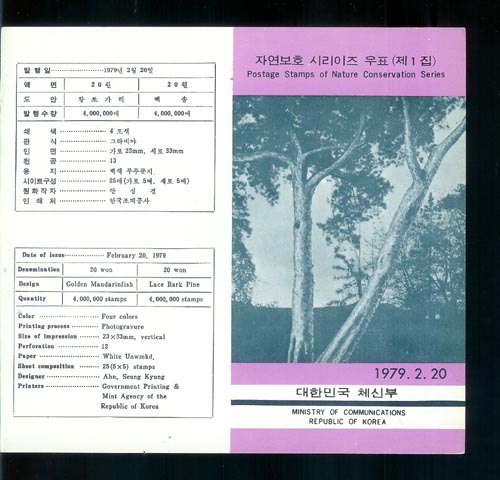 발행일 1979년 2월 20일
액면 20원 20원
도안 황쏘가리 백송
발행수량 4,000,000매 4,000,000매
쇄색 4도색
판식 그라비아
인면 가로 23mm, 세로 33mm
천공 13
용지 백색 무투문지
시이트구성 25매(가로 5매, 세로 5매)
원화작자 안승경
인쇄처 한국조폐공사
Date of issue February 20, 1979
Denomination 20 won 20 won
Design Golden Mandarinfish Lace Bark Pine
Quantity 4,000,000 stamps 4,000,000 stamps
Color Four colors
Printing process Photogravure
Size of impression 23×33mm, vertical
Perforation 13
Paper White Unwmkd,
Sheet composition 25(5×5) stamps
Designer Ahn, Seung Kyung
Printers Government Printing &
Mint Agency of the
Republic of Korea
자연보호 시리이즈 우표(제1집)
Postage Stamps of Nature Conservation Series
1979. 2. 20
대한민국 체신부
MINISTRY OF COMMUNICATIONS
REPUBLIC OF KOREA